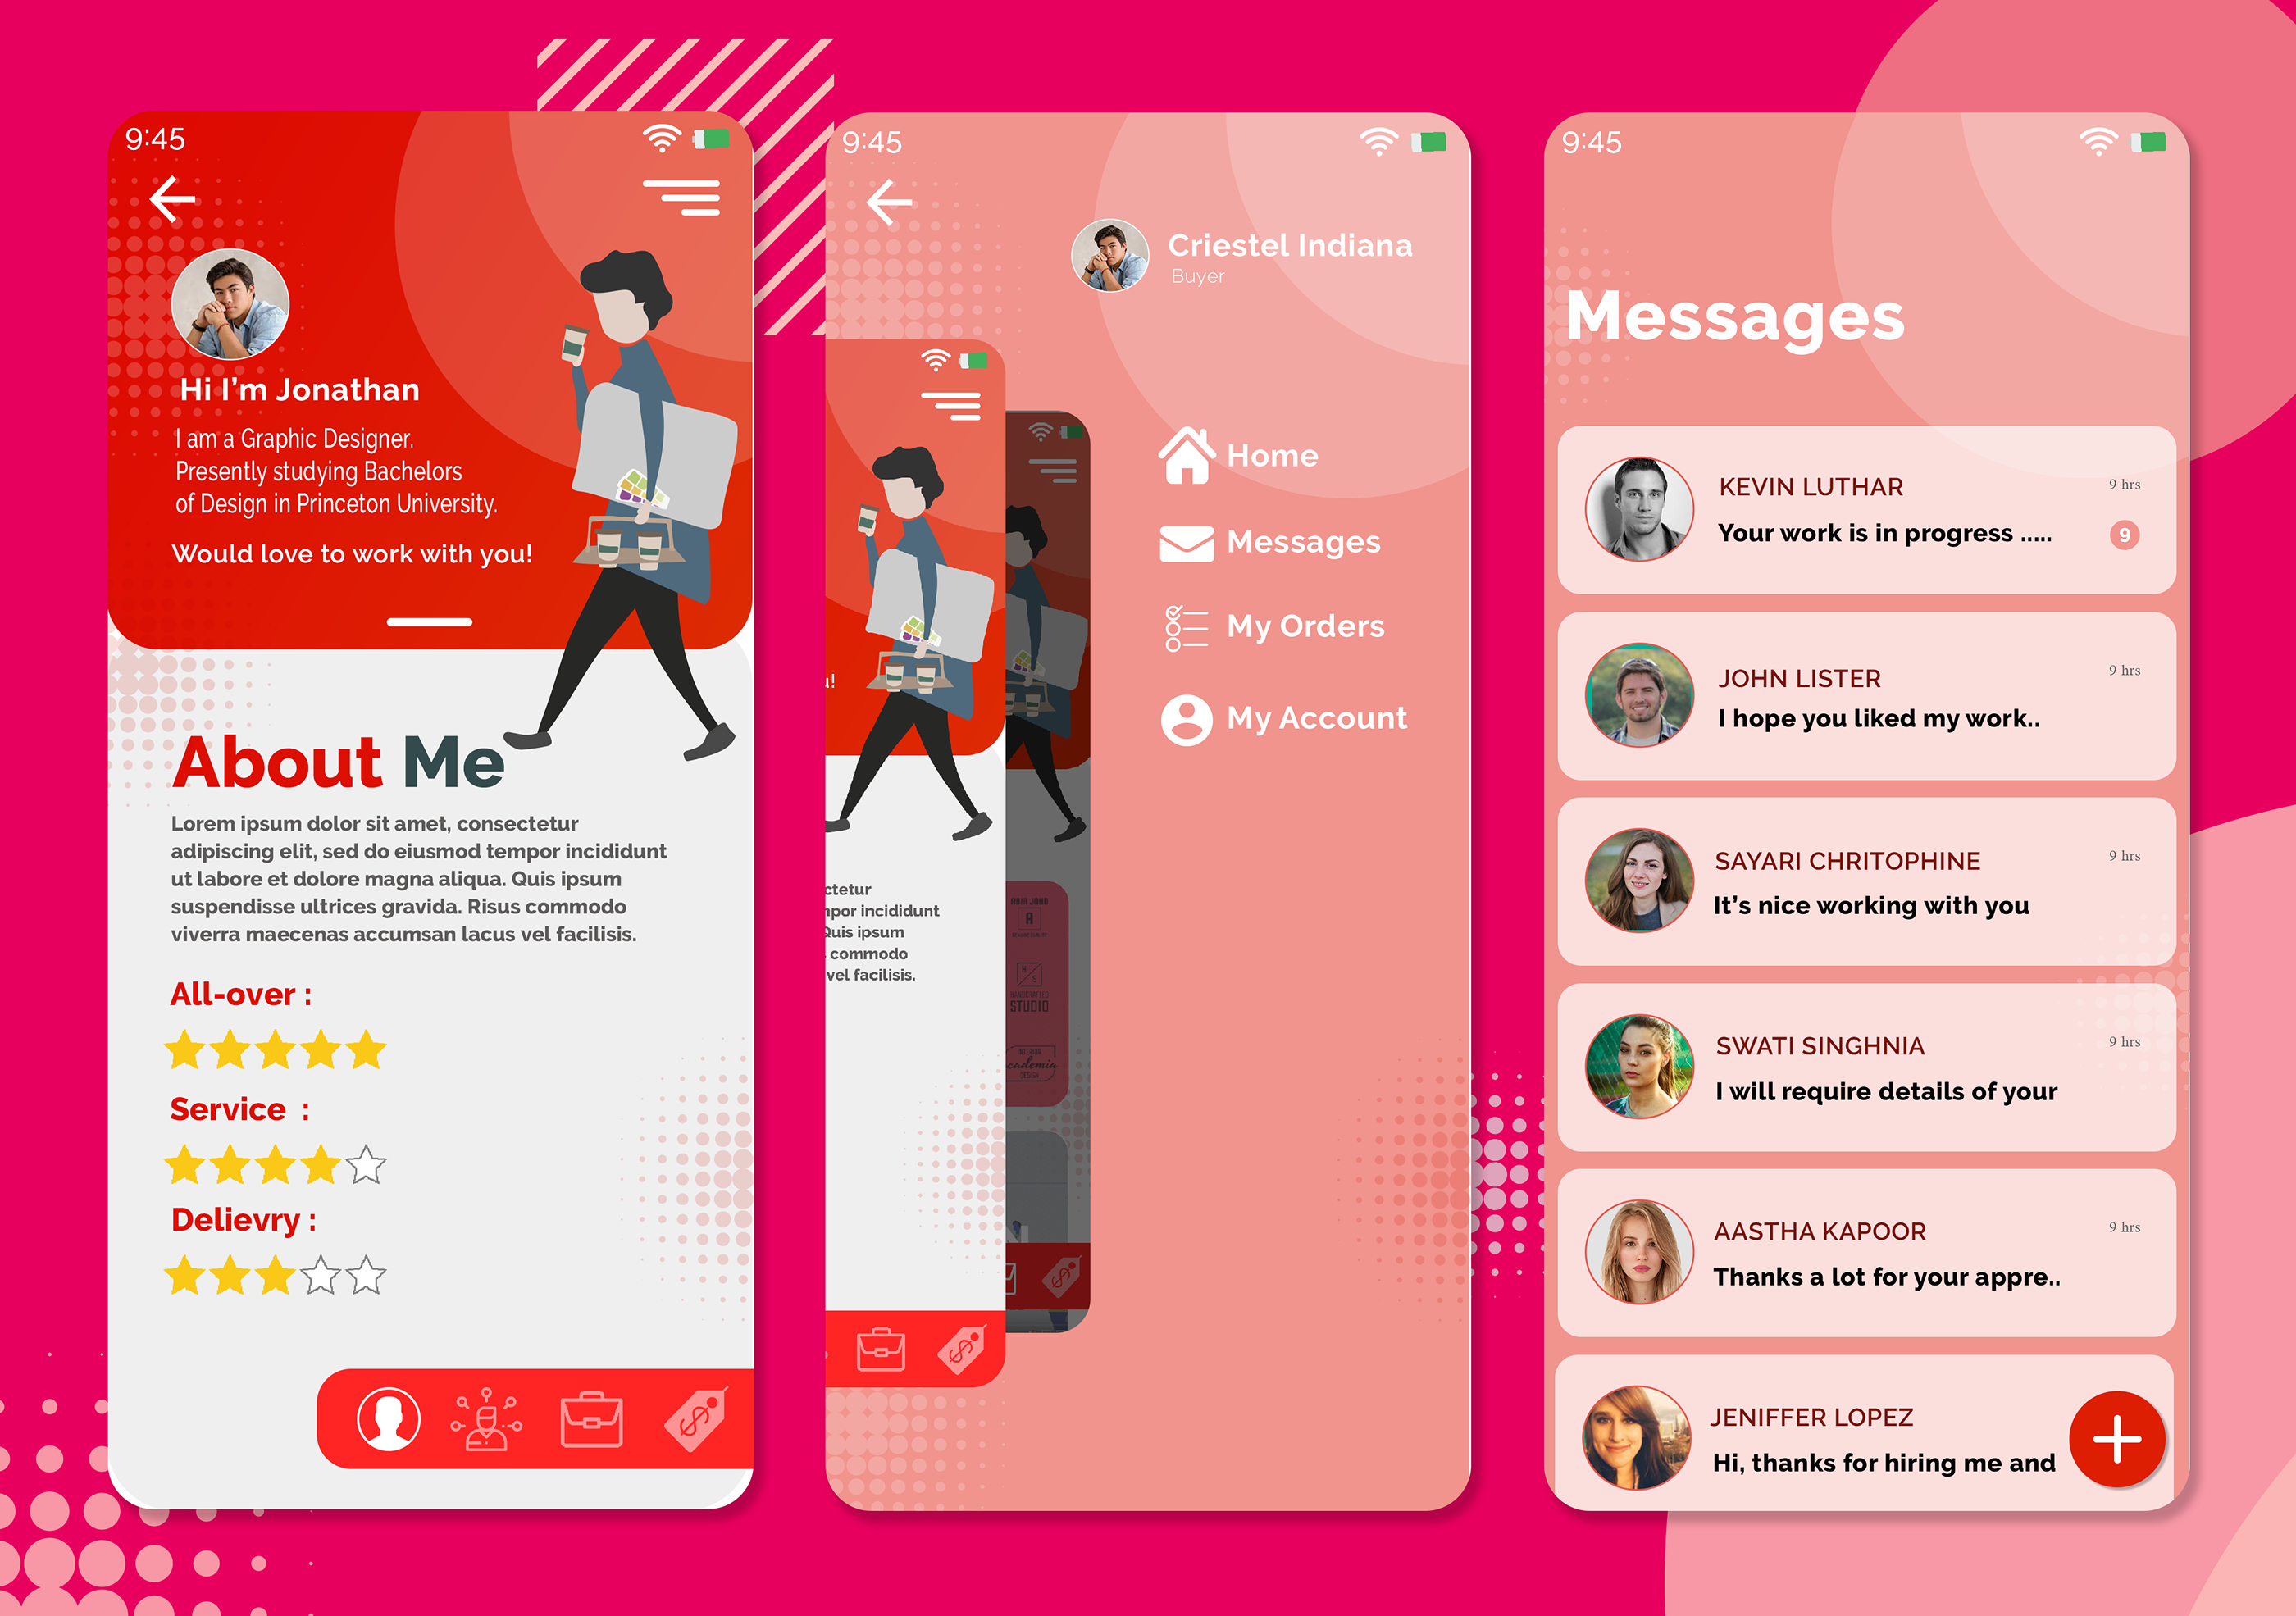 9:45
Hi I'm Jonathan
I am a Graphic Designer.
Presently studying Bachelors
of Design in Princeton University.
Would love to work with you!
About Me
Lorem ipsum dolor sit amet, consectetur
adipiscing elit, sed do eiusmod tempor incididunt
ut labore et dolore magna aliqua. Quis ipsum
suspendisse ultrices gravida. Risus commodo
viverra maecenas accumsan lacus vel facilisis.
All-over :
Service :
Delievry :
9:45
Criestel Indiana
Buyer
Home
Messages
My Orders
My Account
u!
ctetur
npor incididunt
Quis ipsum
commodo
vel facilisis.
STUDIO
9:45
Messages
KEVIN LUTHAR
9 hrs
Your work is in progress .....
9
JOHN LISTER
9 hrs
I hope you liked my work..
SAYARI CHRITOPHINE
9 hrs
It's nice working with you
SWATI SINGHNIA
9 hrs
I will require details of your
AASTHA KAPOOR
9 hrs
Thanks a lot for your appre..
JENIFFER LOPEZ
Hi, thanks for hiring me and